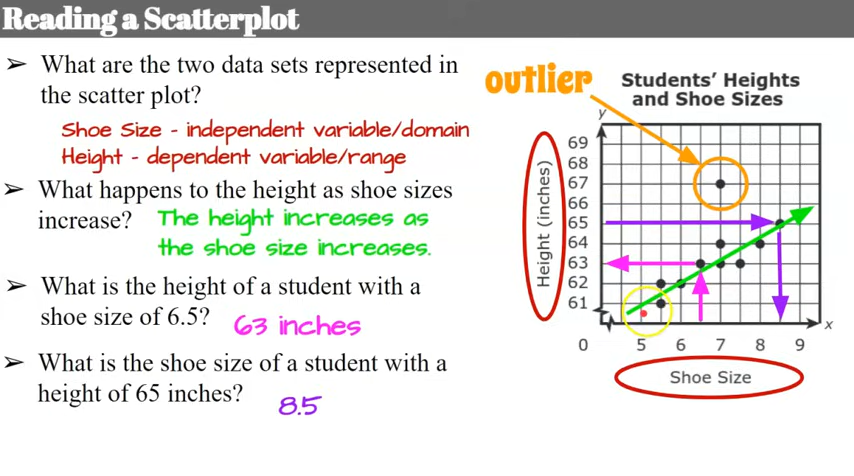 Reading a Scatterplot
➢ What are the two data sets represented in
the scatter plot?
Shoe Size - independent variable/domain
Height - dependent variable/range
➢ What happens to the height as shoe sizes
increase? The height increases as
the shoe size increases.
➢ What is the height of a student with a
shoe size of 6.5? 63 inches
➢ What is the shoe size of a student with a
height of 65 inches? 8.5
outlier
Students' Heights
and Shoe Sizes
y
69
68
67
66
65
64
63
62
61
Height (inches)
0 5 6 7 8 9 x
Shoe Size